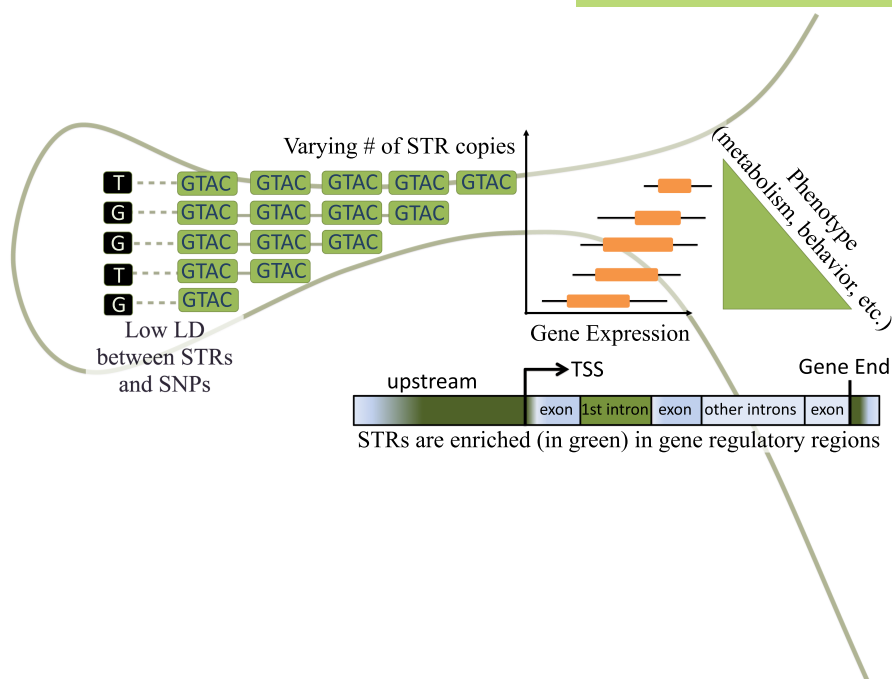 Varying # of STR copies
T GTAC GTAC GTAC GTAC GTAC
G GTAC GTAC GTAC GTAC
G GTAC GTAC GTAC
T GTAC GTAC
G GTAC
Low LD
between STRs
and SNPs
Gene Expression
Phenotype
(metabolism, behavior, etc.)
upstream
TSS
Gene End
exon 1st intron exon other introns exon
STRs are enriched (in green) in gene regulatory regions